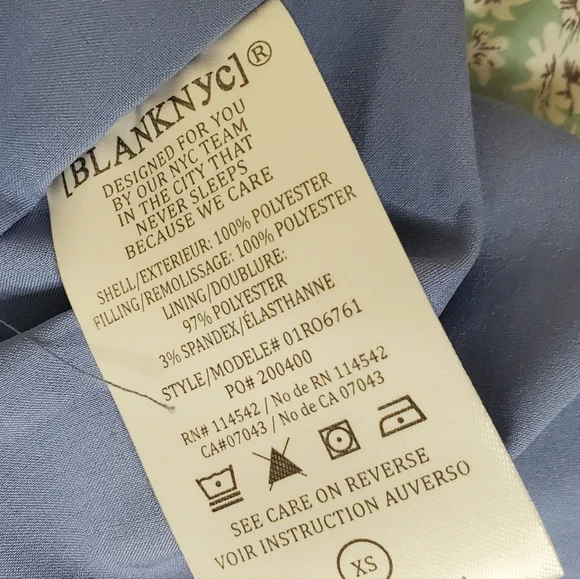 [BLANKNYC]®
DESIGNED FOR YOU
BY OUR NYC TEAM
IN THE CITY THAT
NEVER SLEEPS
BECAUSE WE CARE
SHELL/EXTERIEUR: 100% POLYESTER
FILLING/REMOLISSAGE: 100% POLYESTER
LINING/DOUBLURE:
97% POLYESTER
3% SPANDEX/ÉLASTHANNE
STYLE/MODELE# 01RO6761
PO# 200400
RN# 114542 / No de RN 114542
CA#07043 / No de CA 07043
SEE CARE ON REVERSE
VOIR INSTRUCTION AUVERSO
XS